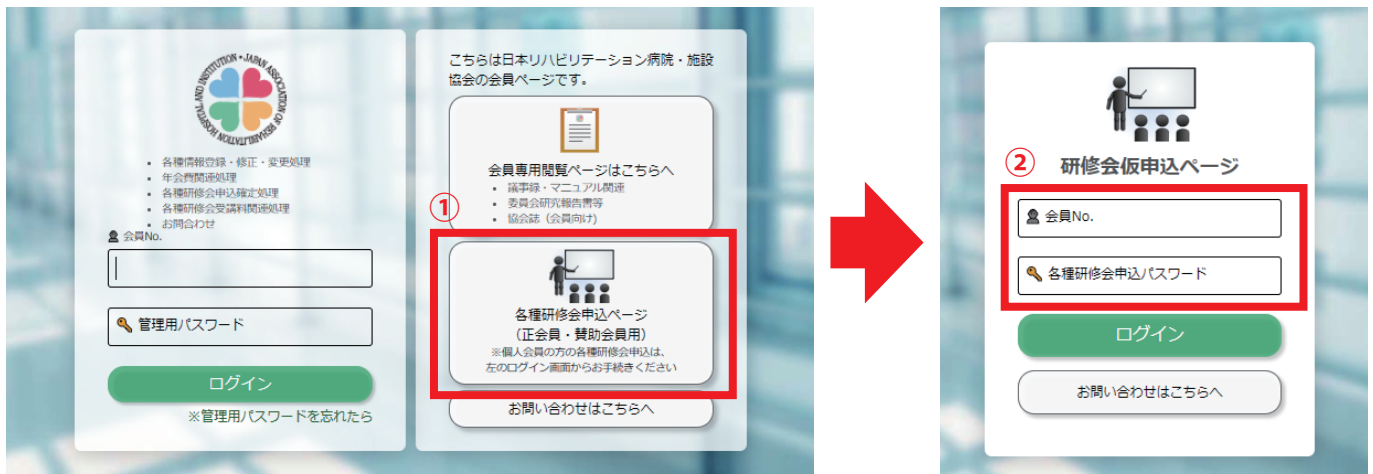 JAPAN ASSOCIATION OF REHABILITATION HOSPITAL AND INSTITUTION
・各種情報登録・修正・変更処理
・年会費関連処理
・各種研修会申込確定処理
・各種研修会受講料関連処理
・お問合わせ
会員No.
管理用パスワード
ログイン
※管理用パスワードを忘れたら
こちらは日本リハビリテーション病院・施設
協会の会員ページです。
会員専用閲覧ページはこちらへ
・議事録・マニュアル関連
・委員会研究報告書等
・協会誌（会員向け）
①
各種研修会申込ページ
（正会員・賛助会員用）
※個人会員の方の各種研修会申込は、
左のログイン画面からお手続きください
お問い合わせはこちらへ
② 研修会仮申込ページ
会員No.
各種研修会申込パスワード
ログイン
お問い合わせはこちらへ